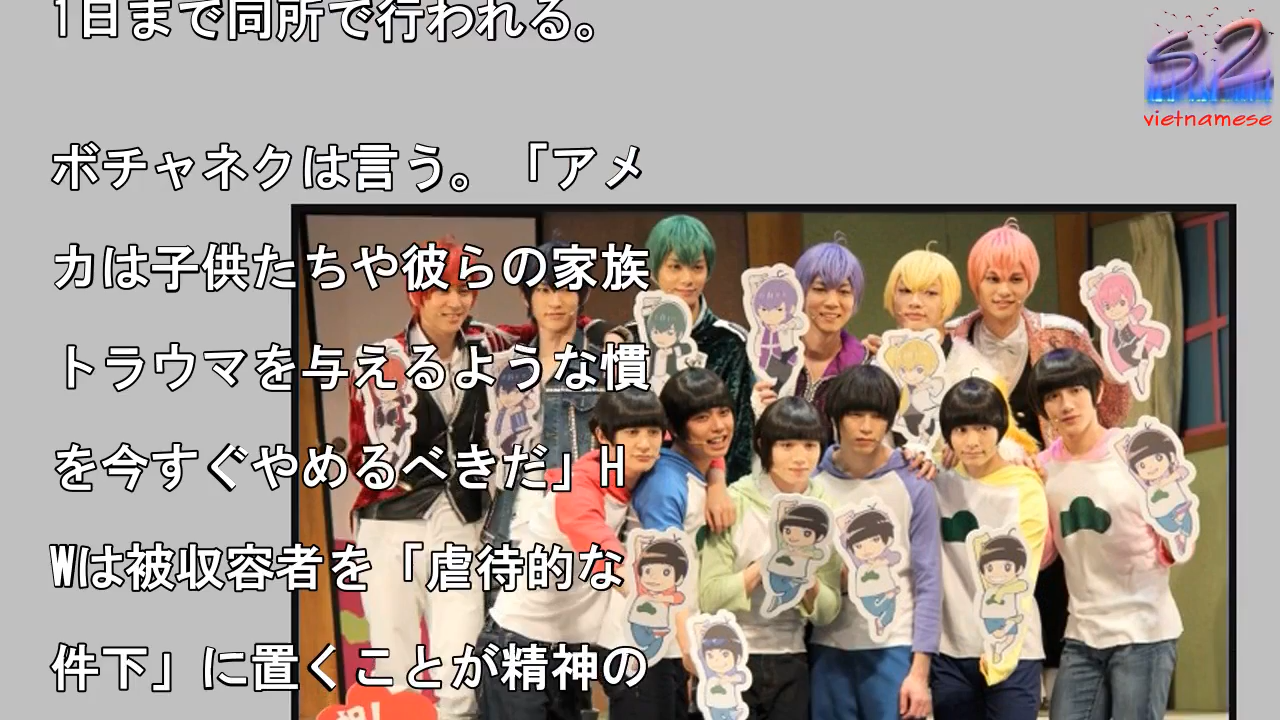 1日まで同所で行われる。
ボチャネクは言う。「アメ
カは子供たちや彼らの家族
トラウマを与えるような慣
を今すぐやめるべきだ」H
Wは被収容者を「虐待的な
件下」に置くことが精神の
祝!
S2
vietnamese